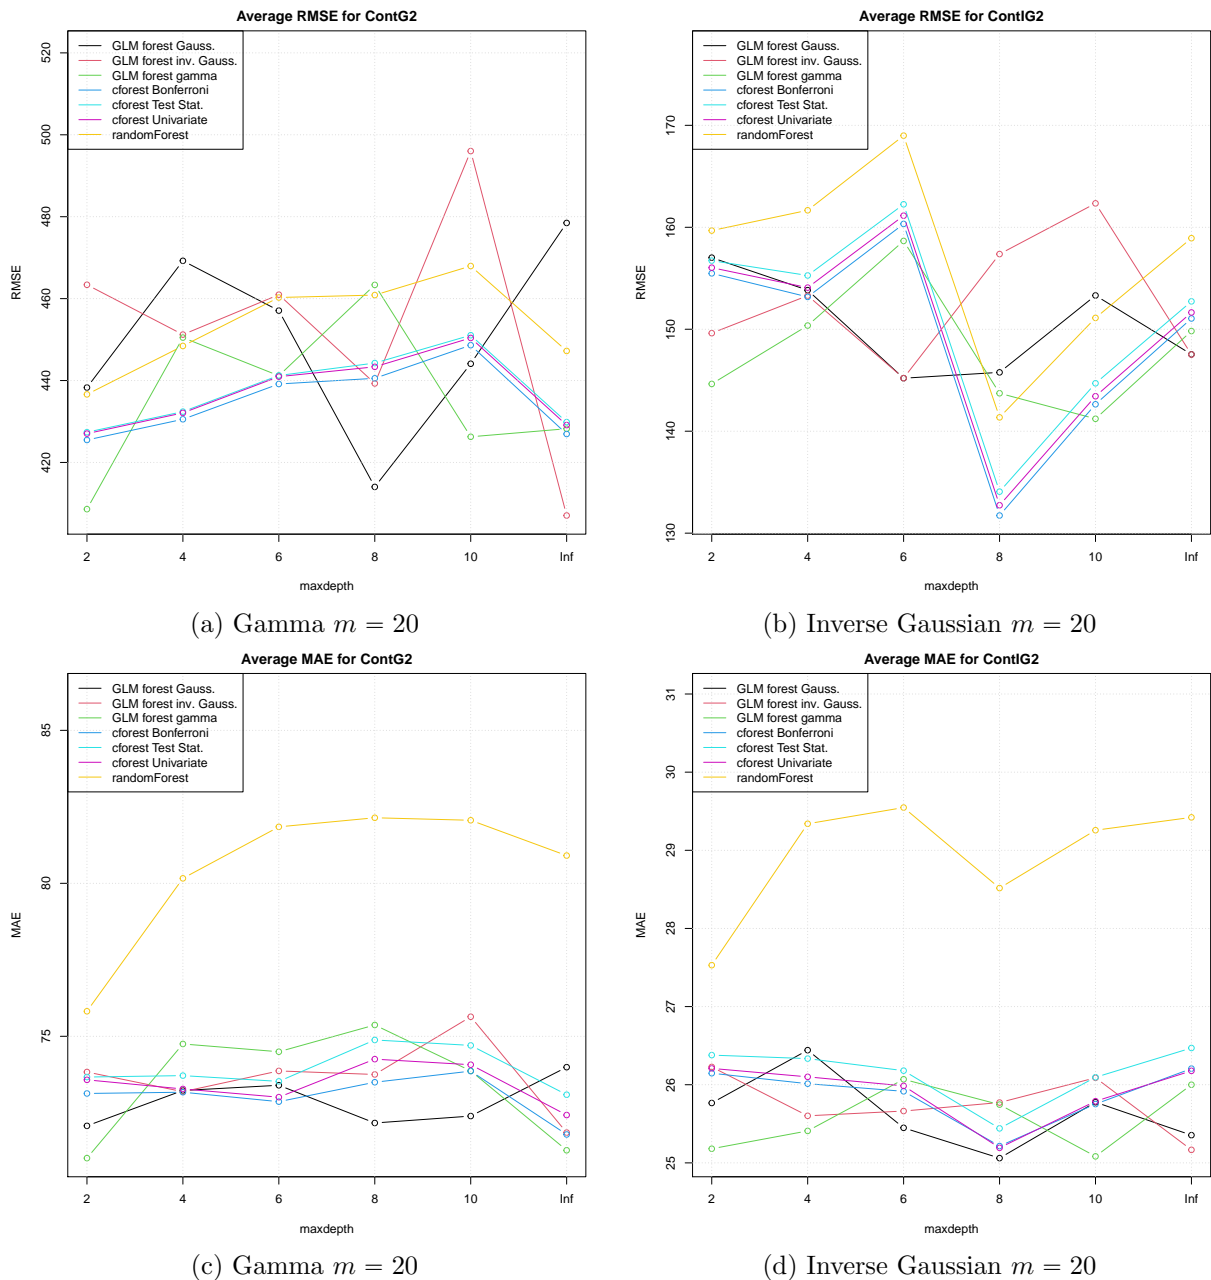 Average RMSE for ContG2
520
500
480
460
440
420
RMSE
GLM forest Gauss.
GLM forest inv. Gauss.
GLM forest gamma
cforest Bonferroni
cforest Test Stat.
cforest Univariate
randomForest
2 4 6 8 10 Inf
maxdepth
(a) Gamma m = 20
Average RMSE for ContIG2
170
160
150
140
130
RMSE
GLM forest Gauss.
GLM forest inv. Gauss.
GLM forest gamma
cforest Bonferroni
cforest Test Stat.
cforest Univariate
randomForest
2 4 6 8 10 Inf
maxdepth
(b) Inverse Gaussian m = 20
Average MAE for ContG2
85
80
75
MAE
GLM forest Gauss.
GLM forest inv. Gauss.
GLM forest gamma
cforest Bonferroni
cforest Test Stat.
cforest Univariate
randomForest
2 4 6 8 10 Inf
maxdepth
(c) Gamma m = 20
Average MAE for ContIG2
31
30
29
28
27
26
25
MAE
GLM forest Gauss.
GLM forest inv. Gauss.
GLM forest gamma
cforest Bonferroni
cforest Test Stat.
cforest Univariate
randomForest
2 4 6 8 10 Inf
maxdepth
(d) Inverse Gaussian m = 20